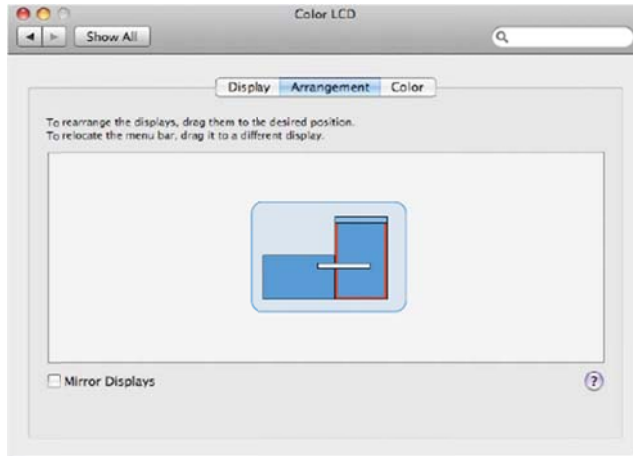 Color LCD
Show All
Display Arrangement Color
To rearrange the displays, drag them to the desired position.
To relocate the menu bar, drag it to a different display.
Mirror Displays
?